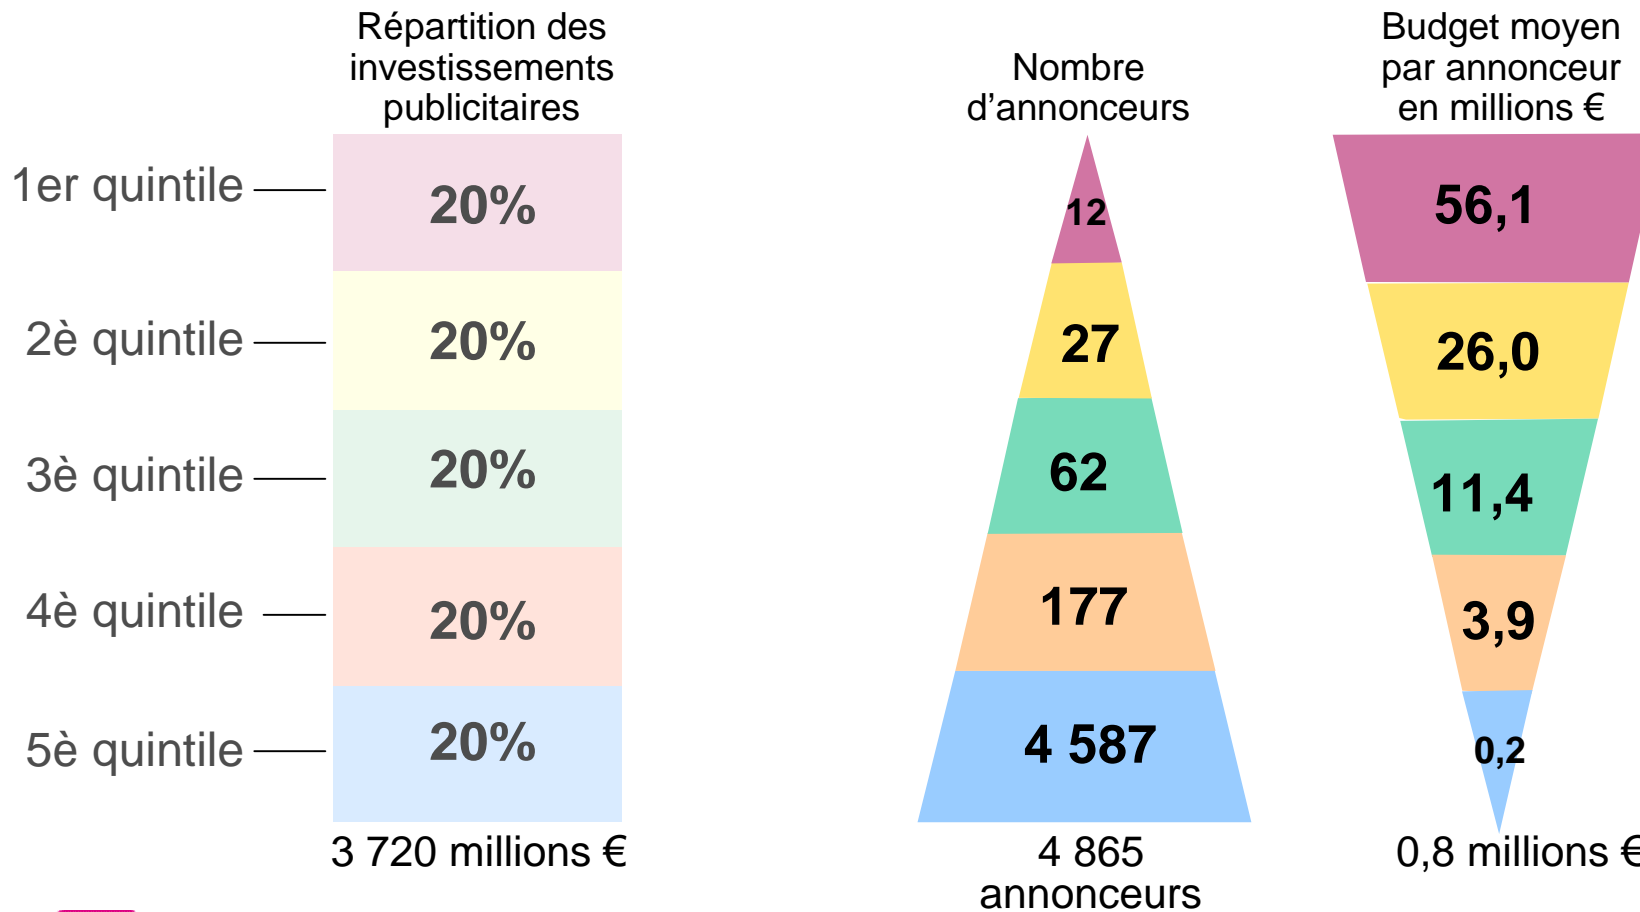 Répartition des
investissements
publicitaires
Nombre
d’annonceurs
Budget moyen
par annonceur
en millions €
1er quintile
20%
12
56,1
2è quintile
20%
27
26,0
3è quintile
20%
62
11,4
4è quintile
20%
177
3,9
5è quintile
20%
4 587
0,2
3 720 millions €
4 865
annonceurs
0,8 millions €